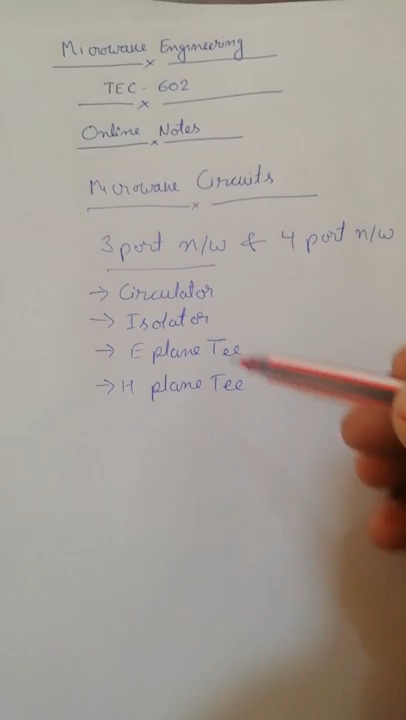 Microwave Engineering
TEC - 602
Online Notes
Microwave Circuits
3 port n/w & 4 port n/w
→ Circulator
→ Isolator
→ E plane Tee
→ H plane Tee